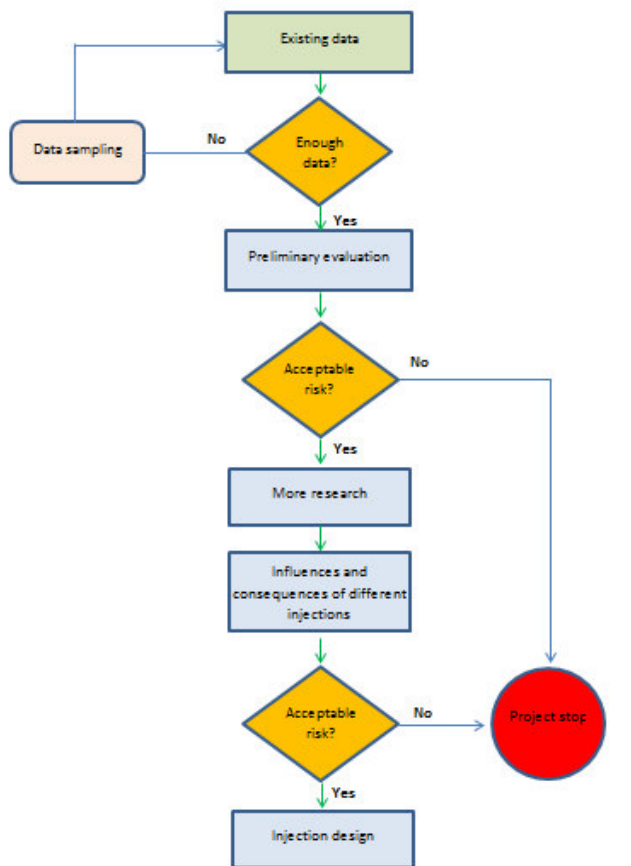 Existing data
No
Data sampling
Enough
data?
Yes
Preliminary evaluation
Acceptable
risk?
No
Yes
More research
Influences and
consequences of different
injections
Acceptable
risk?
No
Project stop
Yes
Injection design